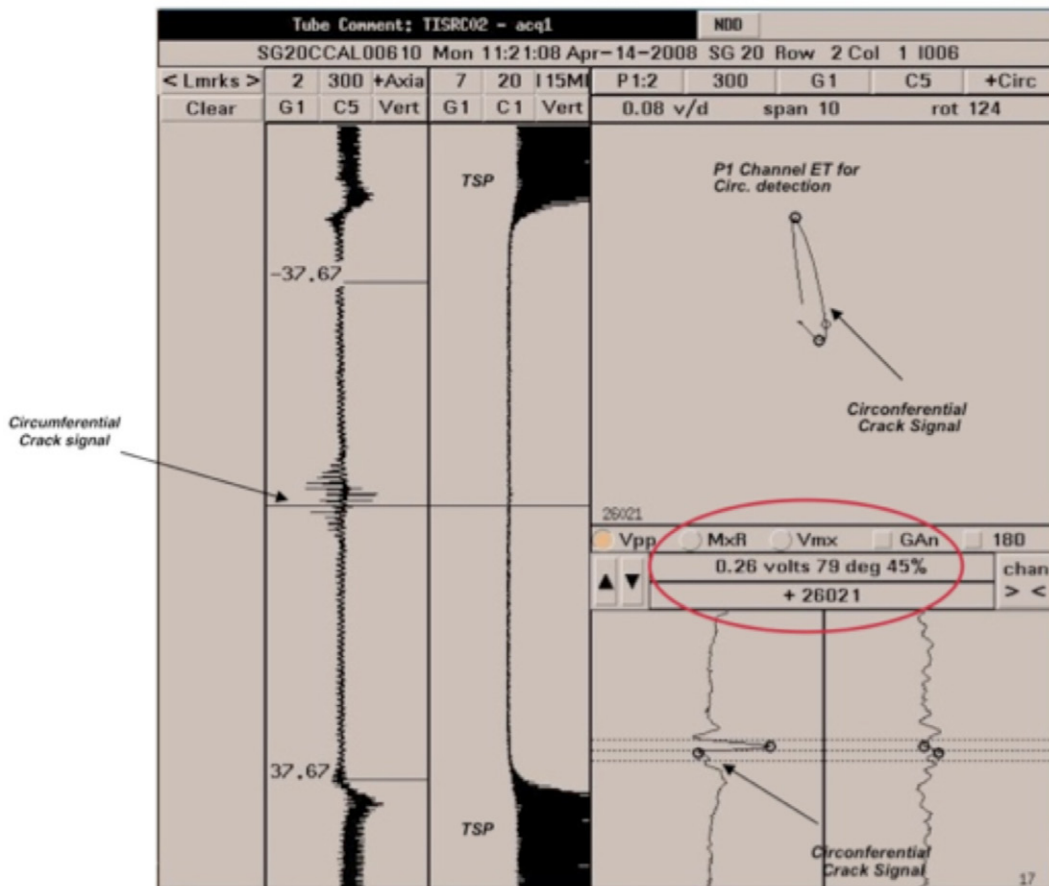 Tube Comment: TISRC02 - acq1
NDD
SG20CCAL00610 Mon 11:21:08 Apr-14-2008 SG 20 Row 2 Col 1 I006
< Lmrks > 2 300 +Axia 7 20 P1:2 300 G1 C5 +Circ
Clear G1 C5 Vert G1 C1 Vert 0.08 v/d span 10 rot 124
TSP
P1 Channel ET for
Circ. detection
-37.67
Circonferential
Crack Signal
Circumferential
Crack signal
26021
Vpp MxR Vmx GAn 180
0.26 volts 79 deg 45%
chan
+ 26021
> <
37.67
TSP
Circonferential
Crack Signal
17